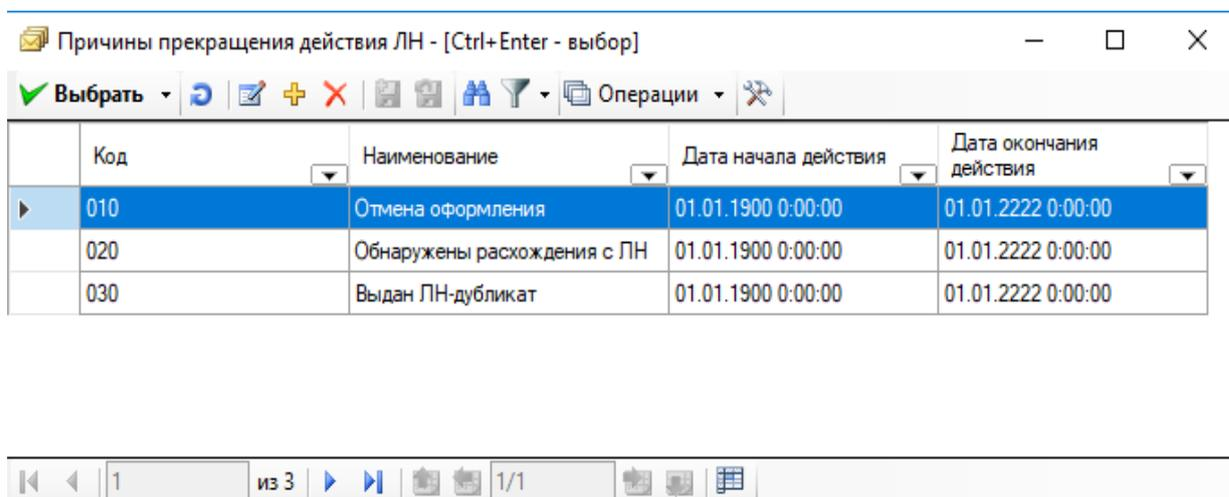 Причины прекращения действия ЛН - [Ctrl+Enter - выбор]
Выбрать Операции
Код Наименование Дата начала действия Дата окончания действия
010 Отмена оформления 01.01.1900 0:00:00 01.01.2222 0:00:00
020 Обнаружены расхождения с ЛН 01.01.1900 0:00:00 01.01.2222 0:00:00
030 Выдан ЛН-дубликат 01.01.1900 0:00:00 01.01.2222 0:00:00
1 из 3 1/1